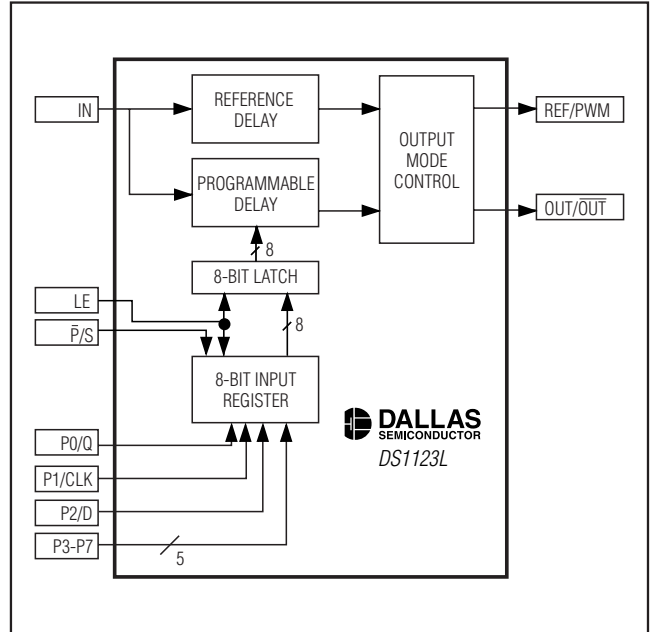 REFERENCE
DELAY
IN
REF/PWM
OUTPUT
MODE
CONTROL
PROGRAMMABLE
DELAY
OUT/O̅U̅T̅
8
8-BIT LATCH
LE
8
P̅/S
8-BIT INPUT
REGISTER
DALLAS
SEMICONDUCTOR
DS1123L
P0/Q
P1/CLK
P2/D
P3-P7
5